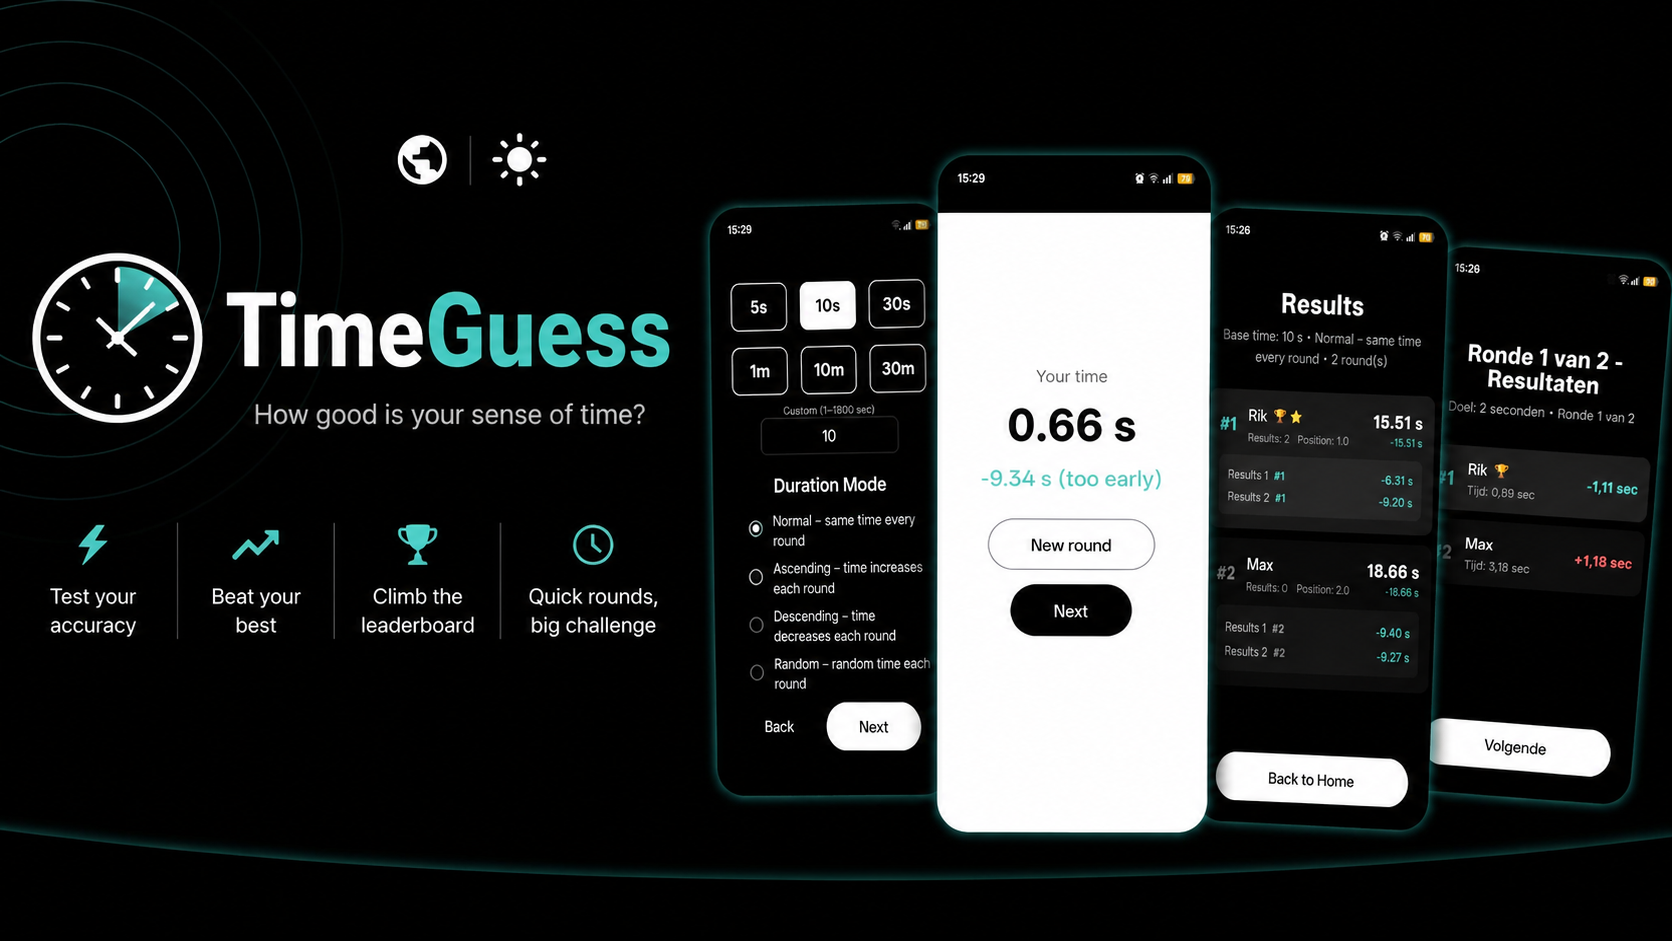 TimeGuess
How good is your sense of time?
Test your
accuracy
Beat your
best
Climb the
leaderboard
Quick rounds,
big challenge
15:29
5s
10s
30s
1m
10m
30m
Custom (1–1800 sec)
10
Duration Mode
Normal – same time every
round
Ascending – time increases
each round
Descending – time
decreases each round
Random – random time each
round
Back
Next
15:29
Your time
0.66 s
-9.34 s (too early)
New round
Next
15:26
70
Results
Base time: 10 s • Normal – same time
every round • 2 round(s)
#1 Rik 15.51 s
Results: 2 Position: 1.0 -15.51 s
Results 1 #1 -6.31 s
Results 2 #1 -9.20 s
#2 Max 18.66 s
Results: 0 Position: 2.0 -18.66 s
Results 1 #2 -9.40 s
Results 2 #2 -9.27 s
Back to Home
15:26
70
Ronde 1 van 2 -
Resultaten
Doel: 2 seconden • Ronde 1 van 2
#1 Rik -1,11 sec
Tijd: 0,89 sec
Max +1,18 sec
Tijd: 3,18 sec
Volgende